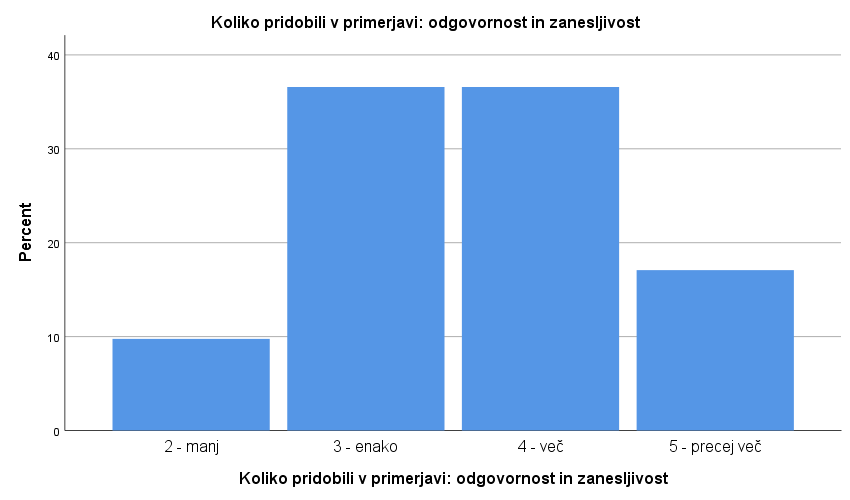 Koliko pridobili v primerjavi: odgovornost in zanesljivost
40
30
20
10
0
Percent
2 - manj
3 - enako
4 - več
5 - precej več
Koliko pridobili v primerjavi: odgovornost in zanesljivost